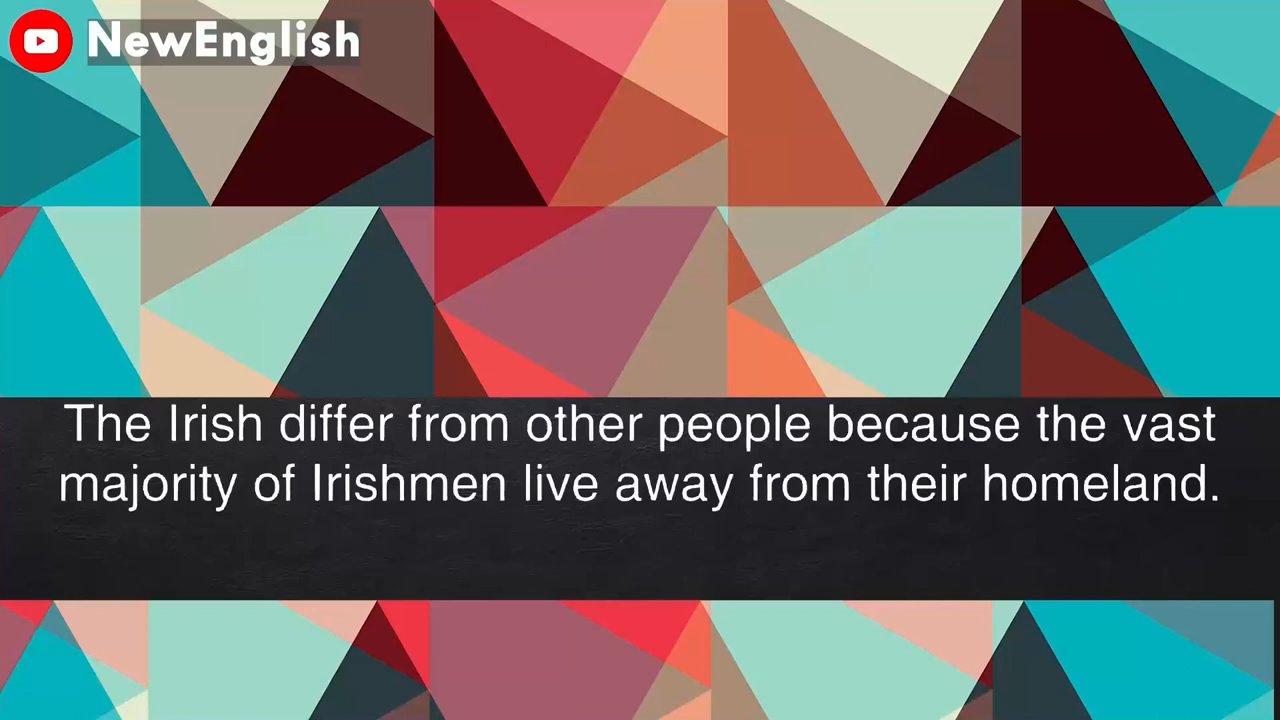 NewEnglish
The Irish differ from other people because the vast
majority of Irishmen live away from their homeland.